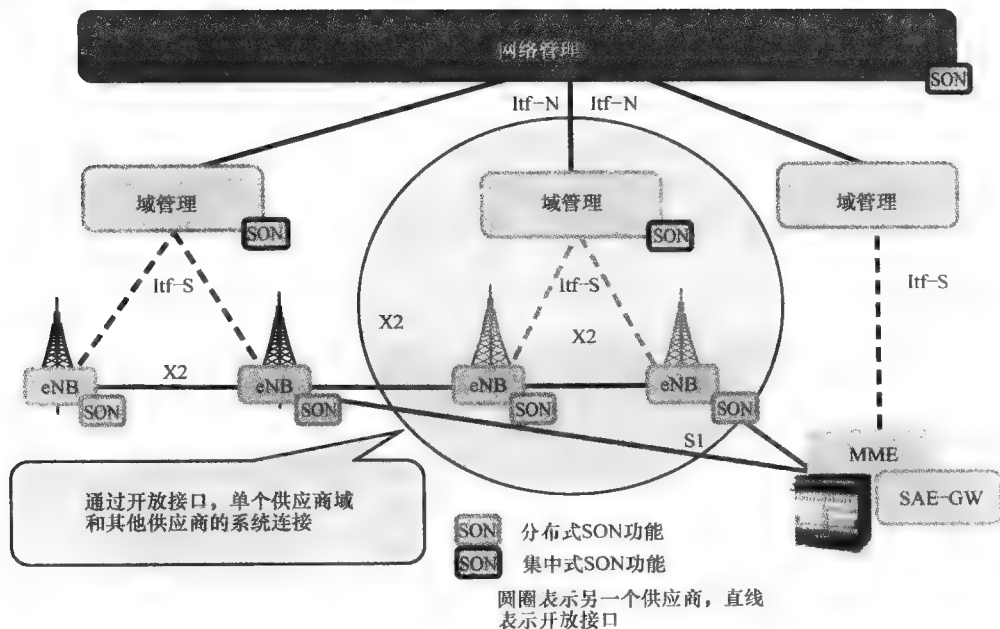 网络管理
SON
Itf-N
Itf-N
域管理
SON
域管理
SON
域管理
Itf-S
Itf-S
Itf-S
X2
X2
X2
eNB
SON
eNB
SON
eNB
SON
eNB
SON
S1
MME
SAE-GW
通过开放接口，单个供应商域
和其他供应商的系统连接
SON 分布式SON功能
SON 集中式SON功能
圆圈表示另一个供应商，直线
表示开放接口